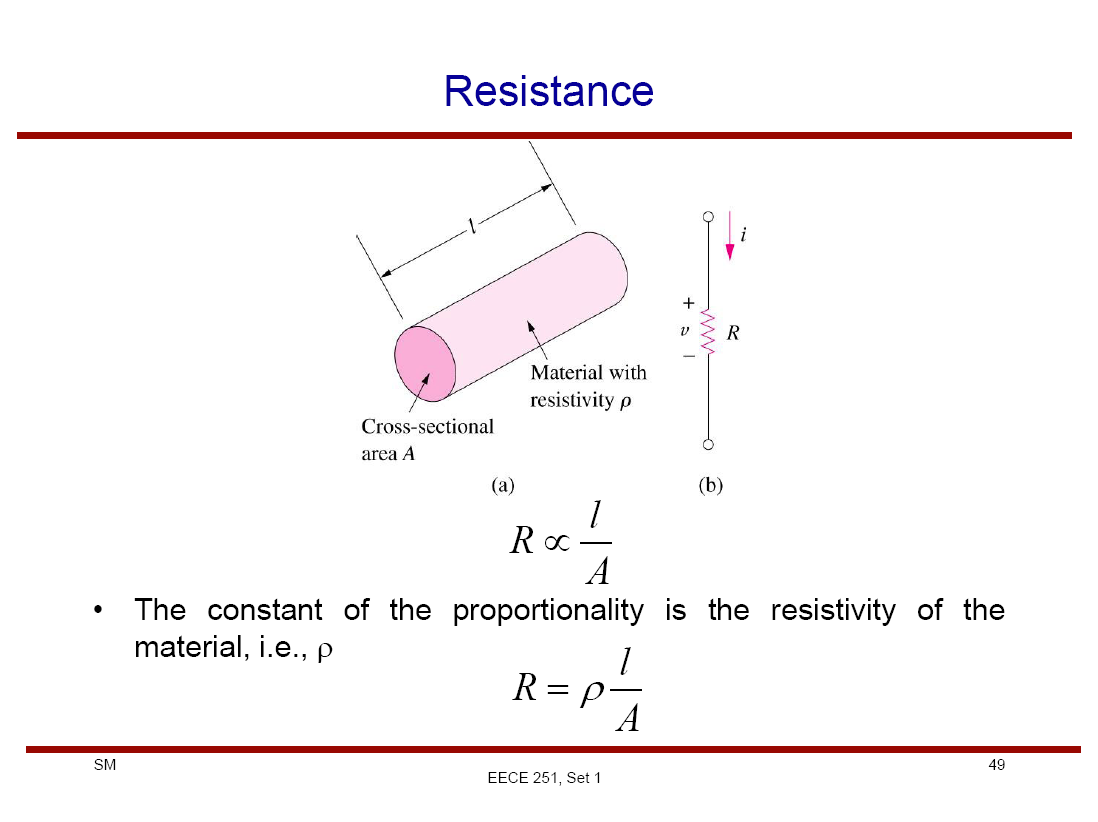 Resistance
l
i
+
v
R
–
Material with
resistivity ρ
Cross-sectional
area A
(a)
(b)
R ∝ l/A
• The constant of the proportionality is the resistivity of the
material, i.e., ρ
R = ρ l/A
SM
49
EECE 251, Set 1